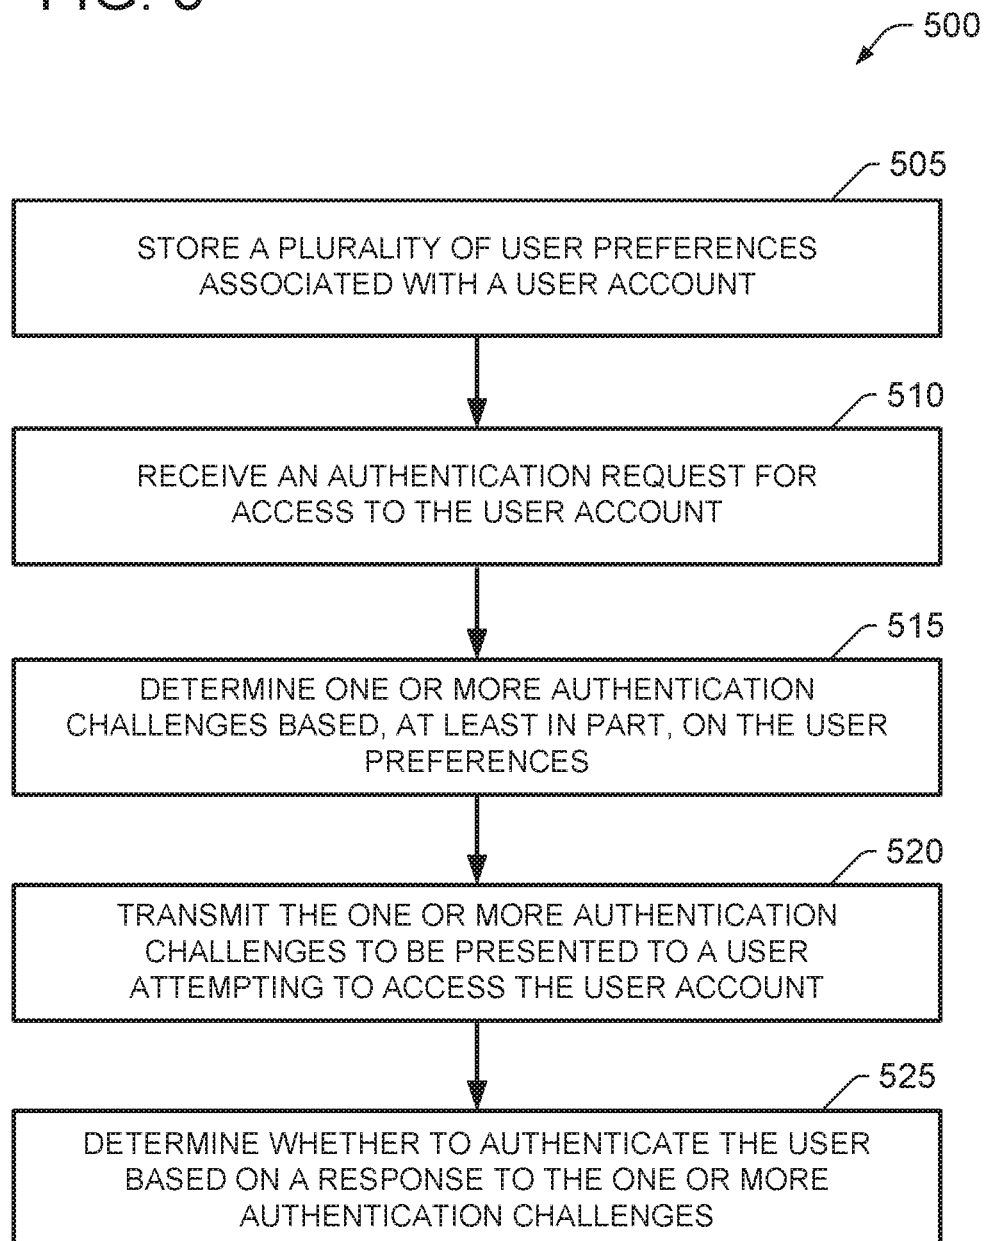 500
505
STORE A PLURALITY OF USER PREFERENCES
ASSOCIATED WITH A USER ACCOUNT
510
RECEIVE AN AUTHENTICATION REQUEST FOR
ACCESS TO THE USER ACCOUNT
515
DETERMINE ONE OR MORE AUTHENTICATION
CHALLENGES BASED, AT LEAST IN PART, ON THE USER
PREFERENCES
520
TRANSMIT THE ONE OR MORE AUTHENTICATION
CHALLENGES TO BE PRESENTED TO A USER
ATTEMPTING TO ACCESS THE USER ACCOUNT
525
DETERMINE WHETHER TO AUTHENTICATE THE USER
BASED ON A RESPONSE TO THE ONE OR MORE
AUTHENTICATION CHALLENGES